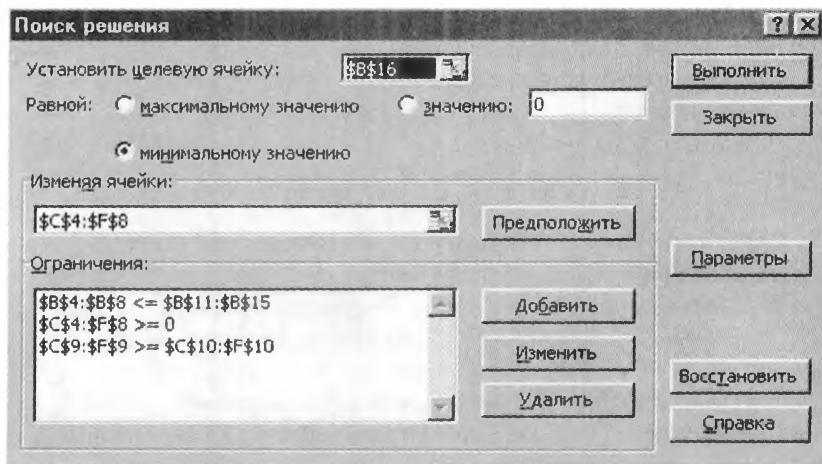 Поиск решения
Установить целевую ячейку: $B$16 Выполнить
Равной: максимальному значению значению: 0 Закрыть
минимальному значению
Изменяя ячейки:
$C$4:$F$8 Предположить
Ограничения: Параметры
$B$4:$B$8 <= $B$11:$B$15 Добавить
$C$4:$F$8 >= 0
$C$9:$F$9 >= $C$10:$F$10 Изменить
Восстановить
Удалить
Справка